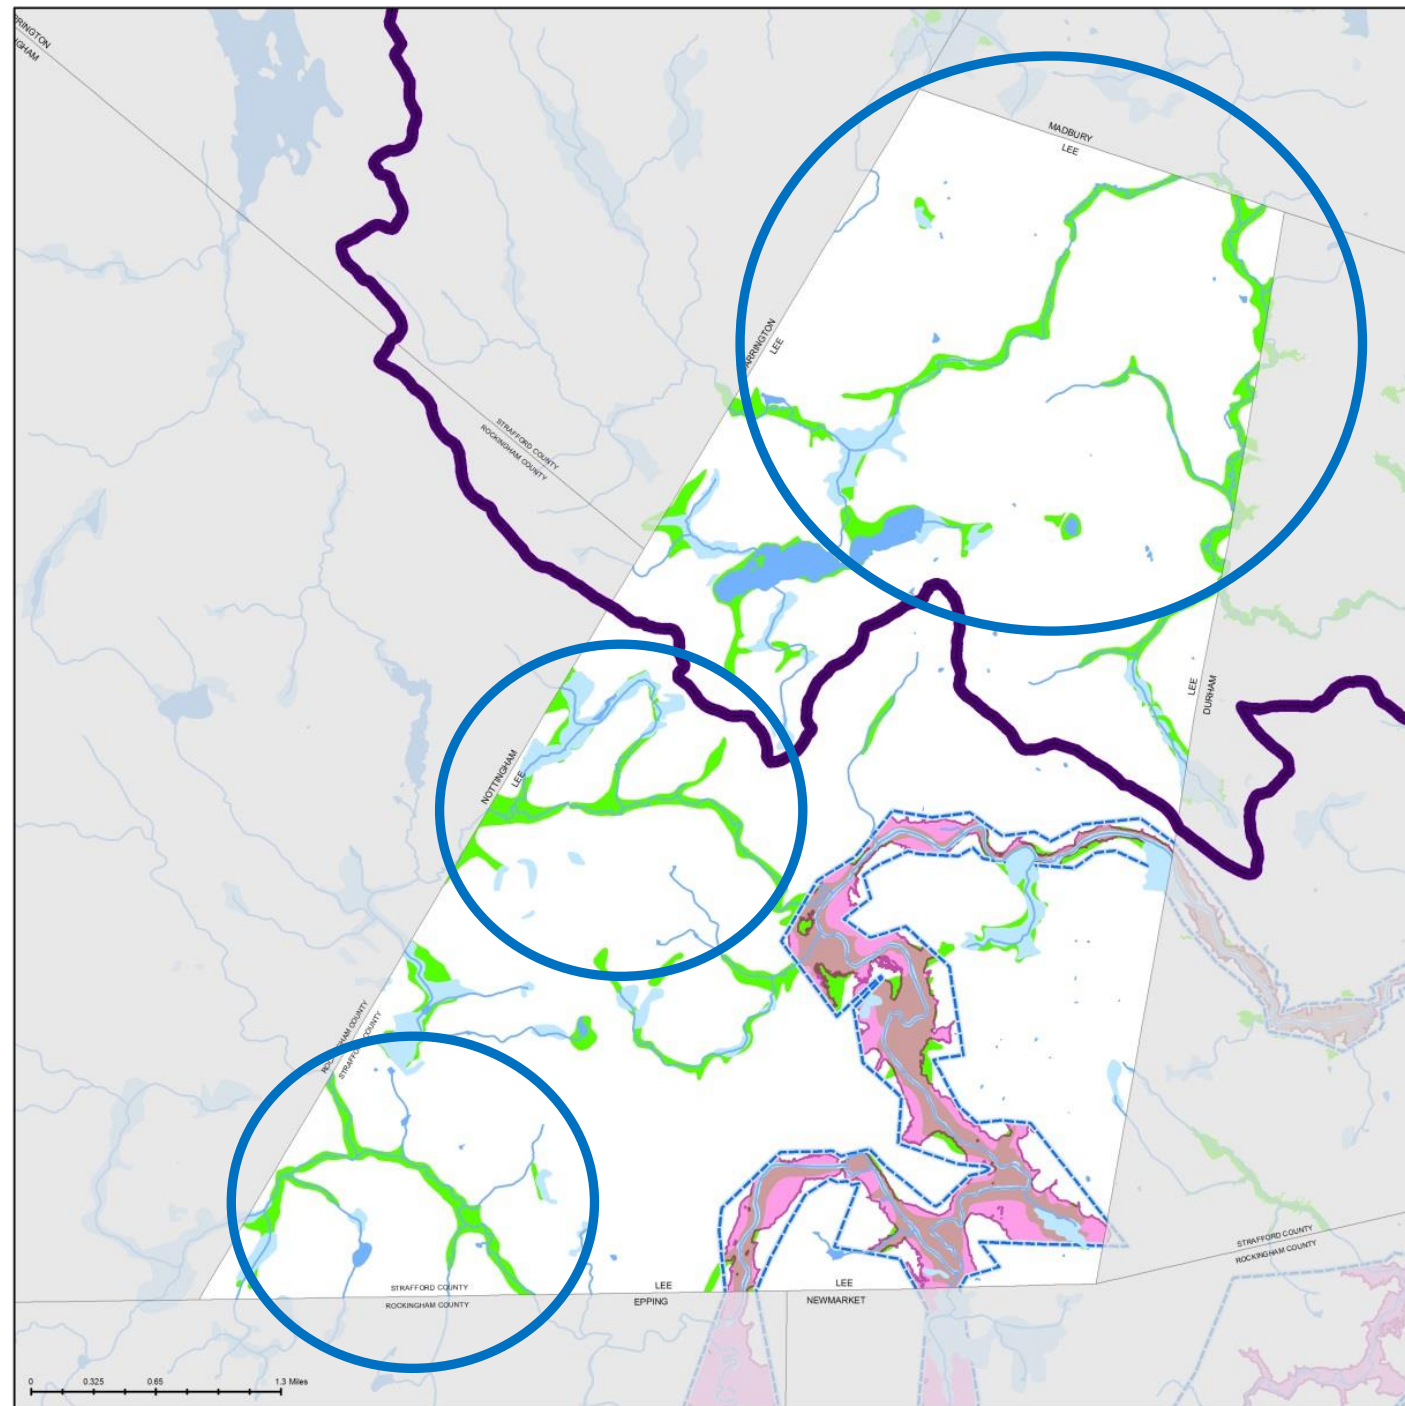 MADBURY
LEE
LEE
STRAFFORD COUNTY
ROCKINGHAM COUNTY
LEE
DURHAM
NOTTINGHAM
LEE
STRAFFORD COUNTY
ROCKINGHAM COUNTY
STRAFFORD COUNTY
ROCKINGHAM COUNTY
LEE
EPPING
LEE
NEWMARKET
0 0.325 0.65 1.3 Miles